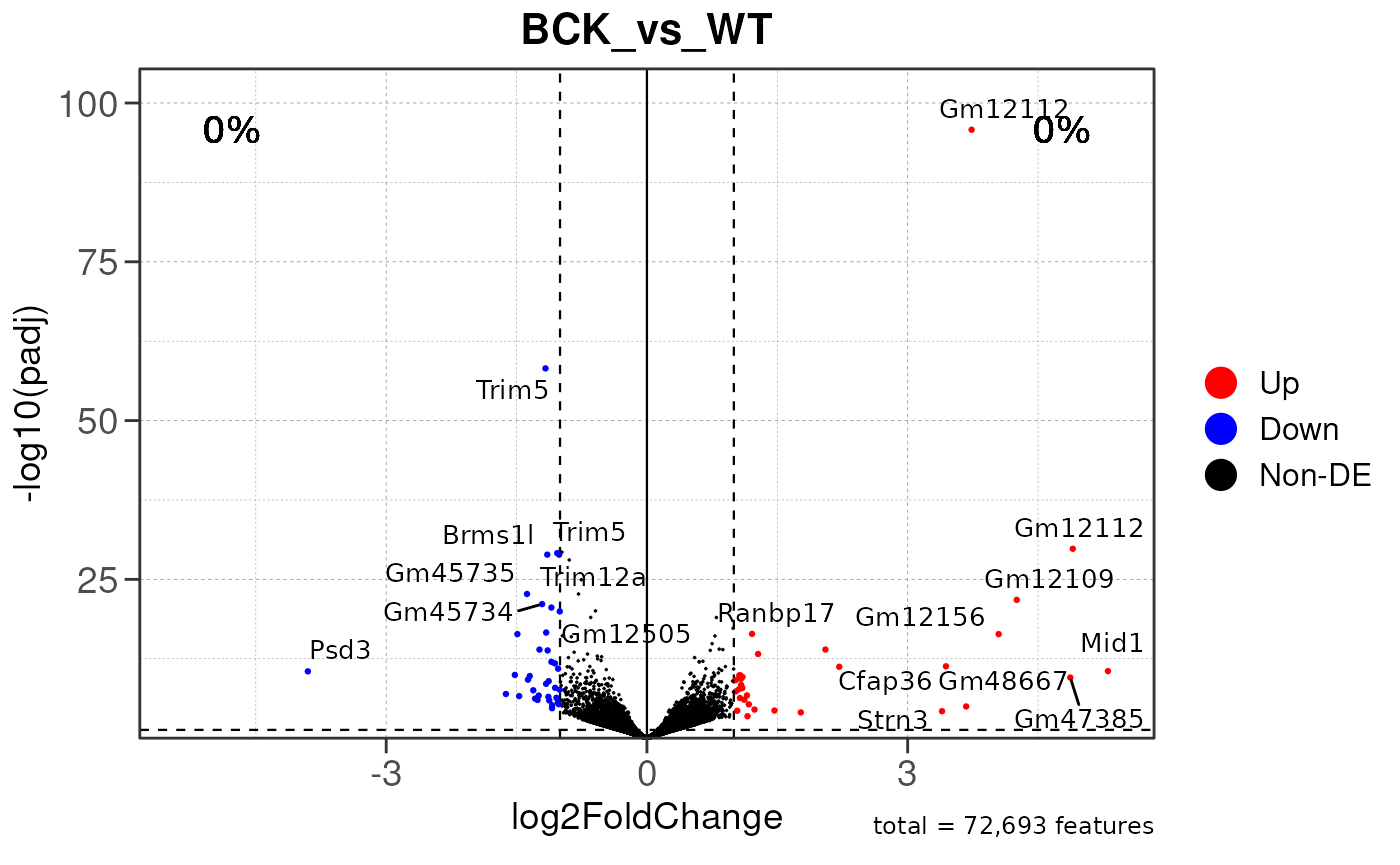 BCK_vs_WT
100
75
50
25
-log10(padj)
0%
0%
Gm12112
Trim5
Brms1l
Trim5
Gm12112
Gm45735
Trim12a
Gm12109
Gm45734
Ranbp17
Gm12156
Gm12505
Psd3
Mid1
Cfap36
Gm48667
Strn3
Gm47385
-3
0
3
log2FoldChange
total = 72,693 features
Up
Down
Non-DE